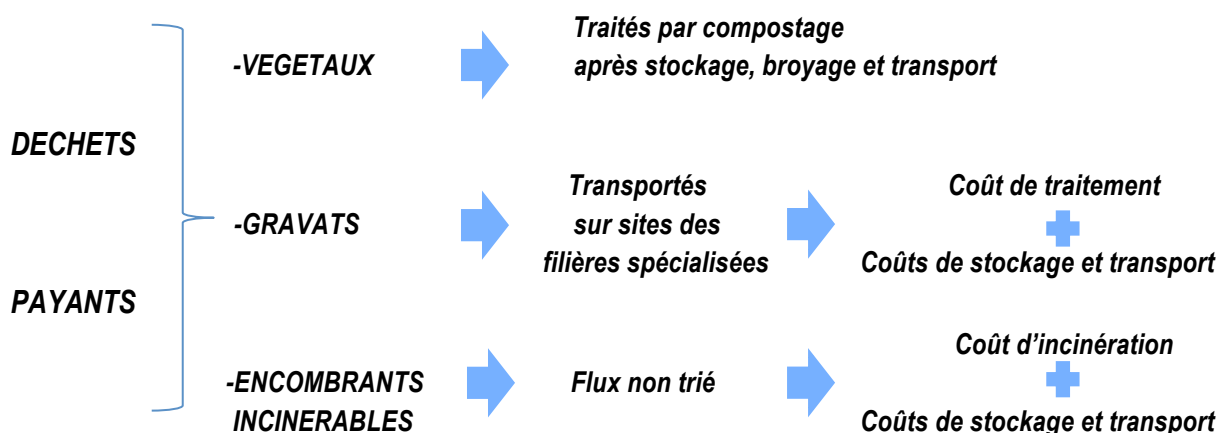 DECHETS
PAYANTS
-VEGETAUX
Traités par compostage
après stockage, broyage et transport
-GRAVATS
Transportés
sur sites des
filières spécialisées
Coût de traitement
Coûts de stockage et transport
-ENCOMBRANTS
INCINERABLES
Flux non trié
Coût d’incinération
Coûts de stockage et transport